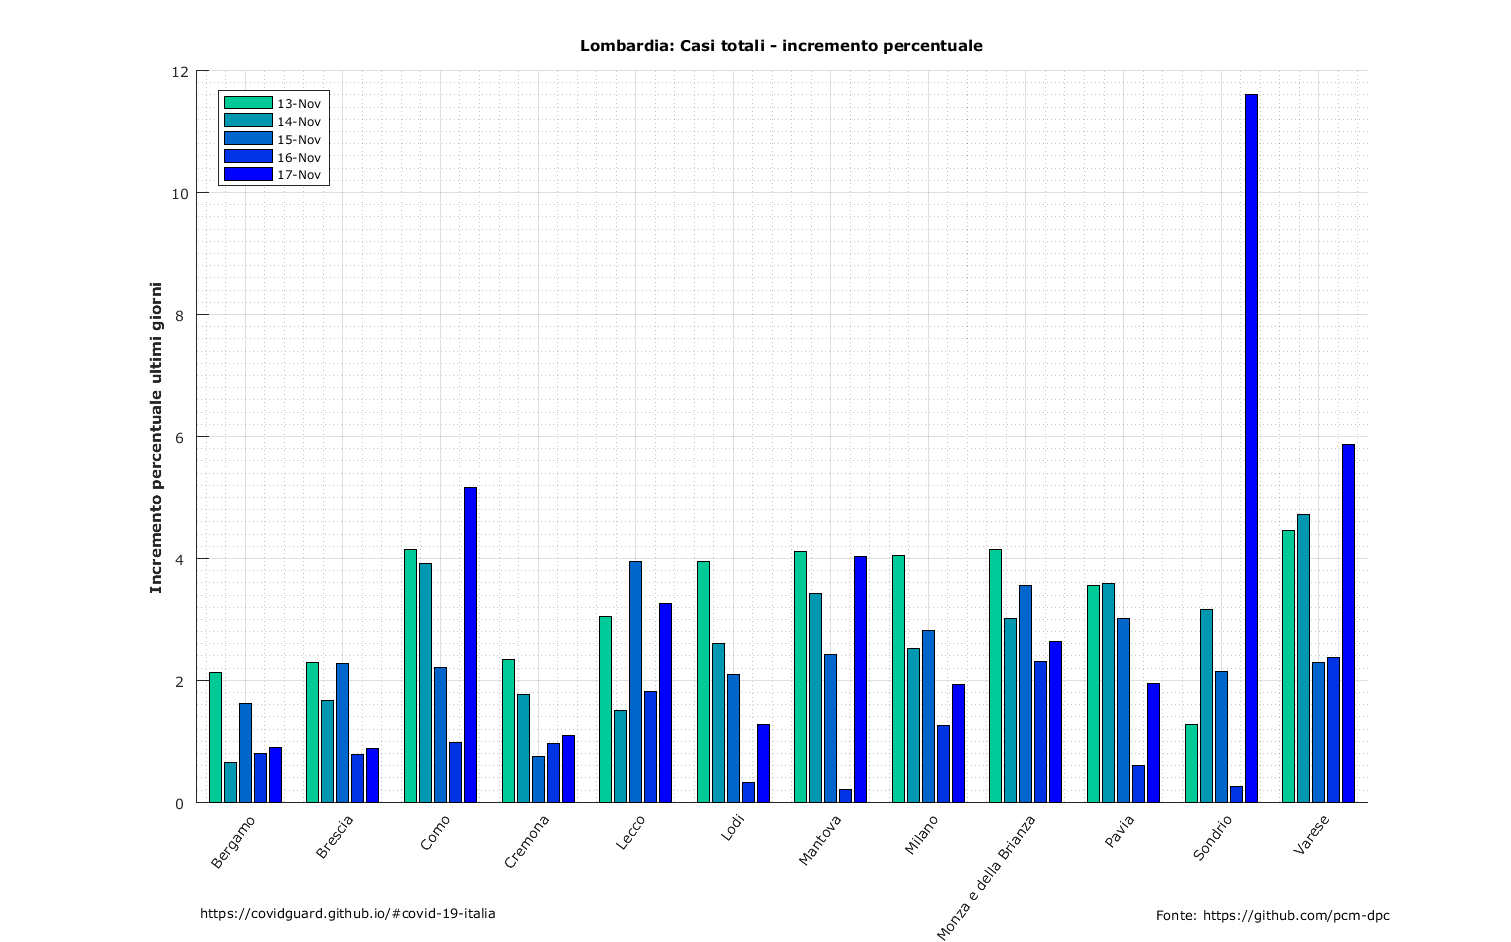 Lombardia: Casi totali - incremento percentuale
12
10
8
6
4
2
0
Incremento percentuale ultimi giorni
13-Nov
14-Nov
15-Nov
16-Nov
17-Nov
Bergamo
Brescia
Como
Cremona
Lecco
Lodi
Mantova
Milano
Monza e della Brianza
Pavia
Sondrio
Varese
https://covidguard.github.io/#covid-19-italia
Fonte: https://github.com/pcm-dpc